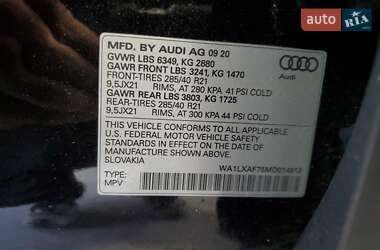 auto RIA
MFD. BY AUDI AG 09 20
GVWR LBS 6349, KG 2880
GAWR FRONT LBS 3241, KG 1470
FRONT-TIRES 285/40 R21
9,5JX21 RIMS, AT 280 KPA 41 PSI COLD
GAWR REAR LBS 3803, KG 1725
REAR-TIRES 285/40 R21
9,5JX21 RIMS, AT 300 KPA 44 PSI COLD
Audi
THIS VEHICLE CONFORMS TO ALL APPLICABLE
U.S. FEDERAL MOTOR VEHICLE SAFETY
STANDARDS IN EFFECT ON THE DATE OF
MANUFACTURE SHOWN ABOVE
SLOVAKIA
TYPE:
MPV